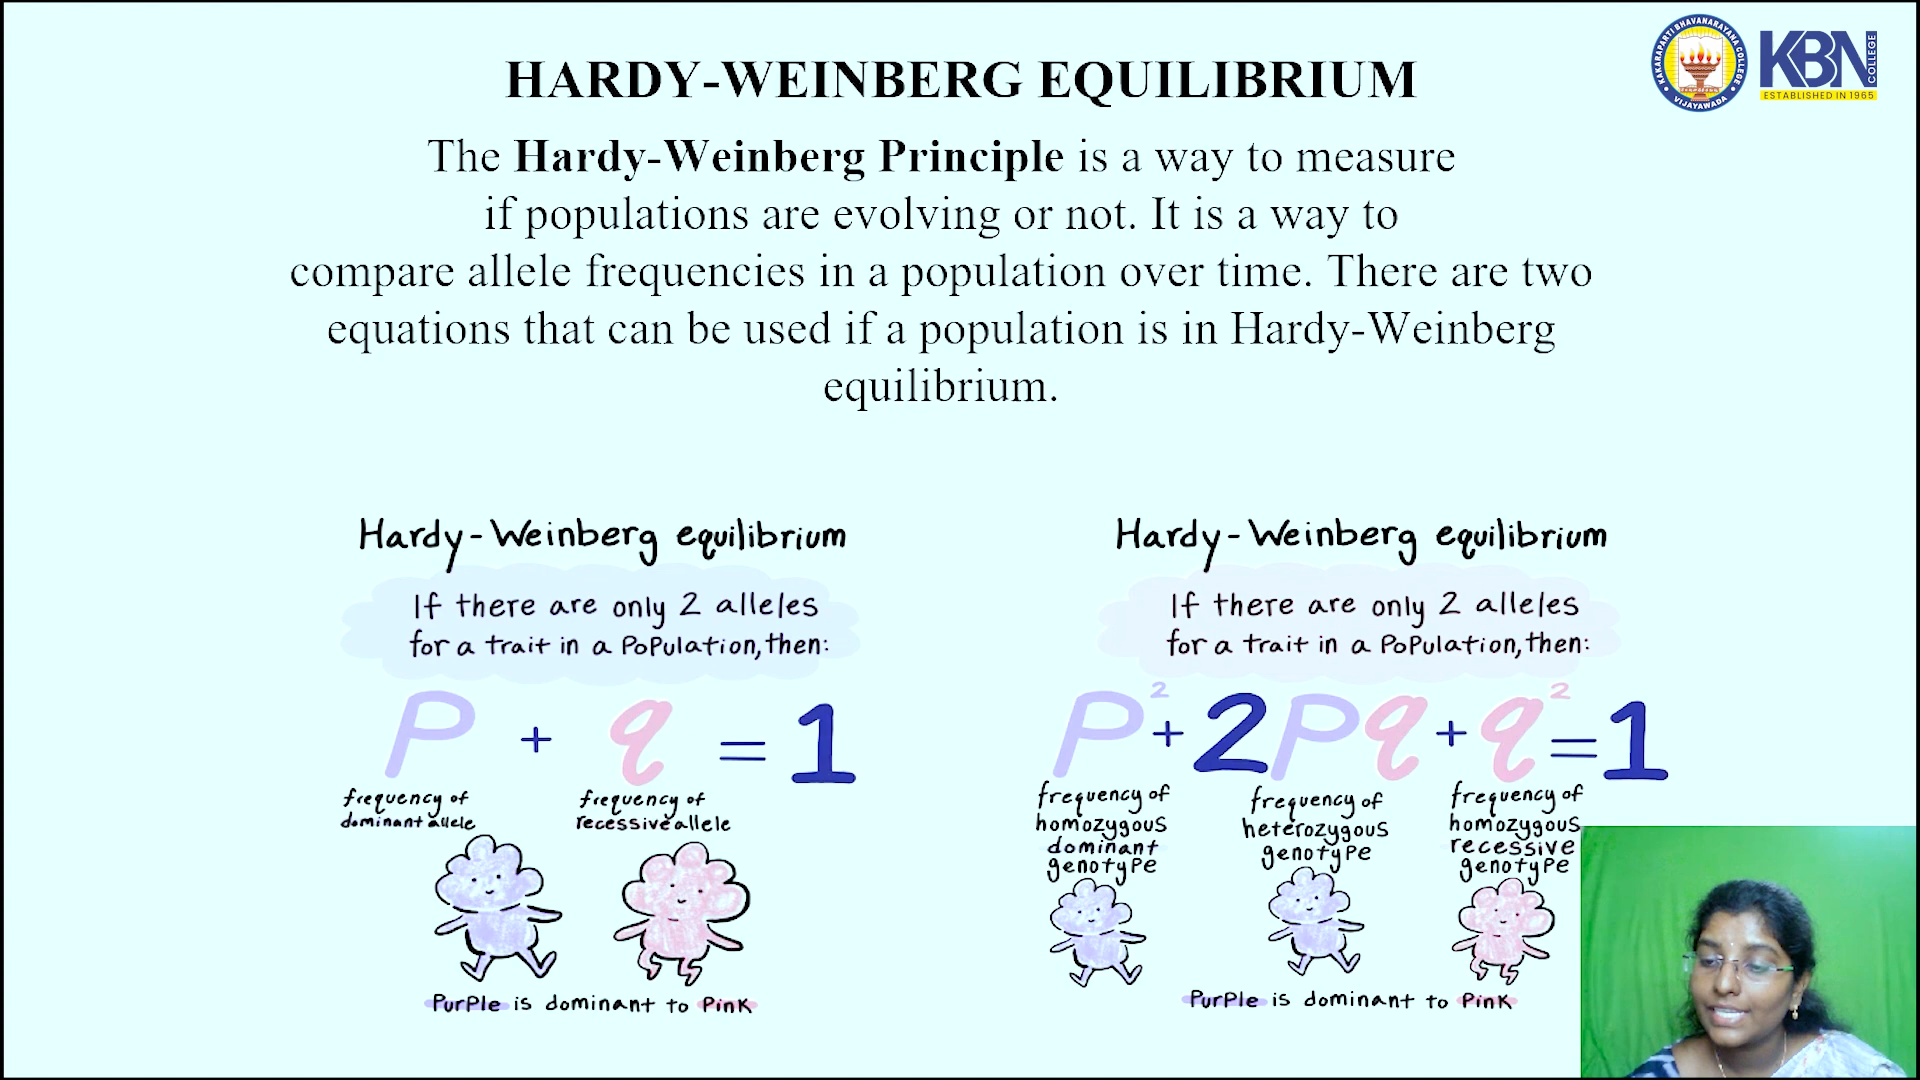 KAKARAPARTI BHAVANARAYANA COLLEGE
VIJAYAWADA
KBN
COLLEGE
ESTABLISHED IN 1965
HARDY-WEINBERG EQUILIBRIUM
The Hardy-Weinberg Principle is a way to measure
if populations are evolving or not. It is a way to
compare allele frequencies in a population over time. There are two
equations that can be used if a population is in Hardy-Weinberg
equilibrium.
Hardy-Weinberg equilibrium
If there are only 2 alleles
for a trait in a PoPulation, then:
P + q = 1
frequency of
dominant allele
frequency of
recessive allele
PurPle is dominant to Pink
Hardy-Weinberg equilibrium
If there are only 2 alleles
for a trait in a PoPulation, then:
P² + 2Pq + q² = 1
frequency of
homozygous
dominant
genotyPe
frequency of
heterozygous
genotyPe
frequency of
homozygous
recessive
genotyPe
PurPle is dominant to Pink